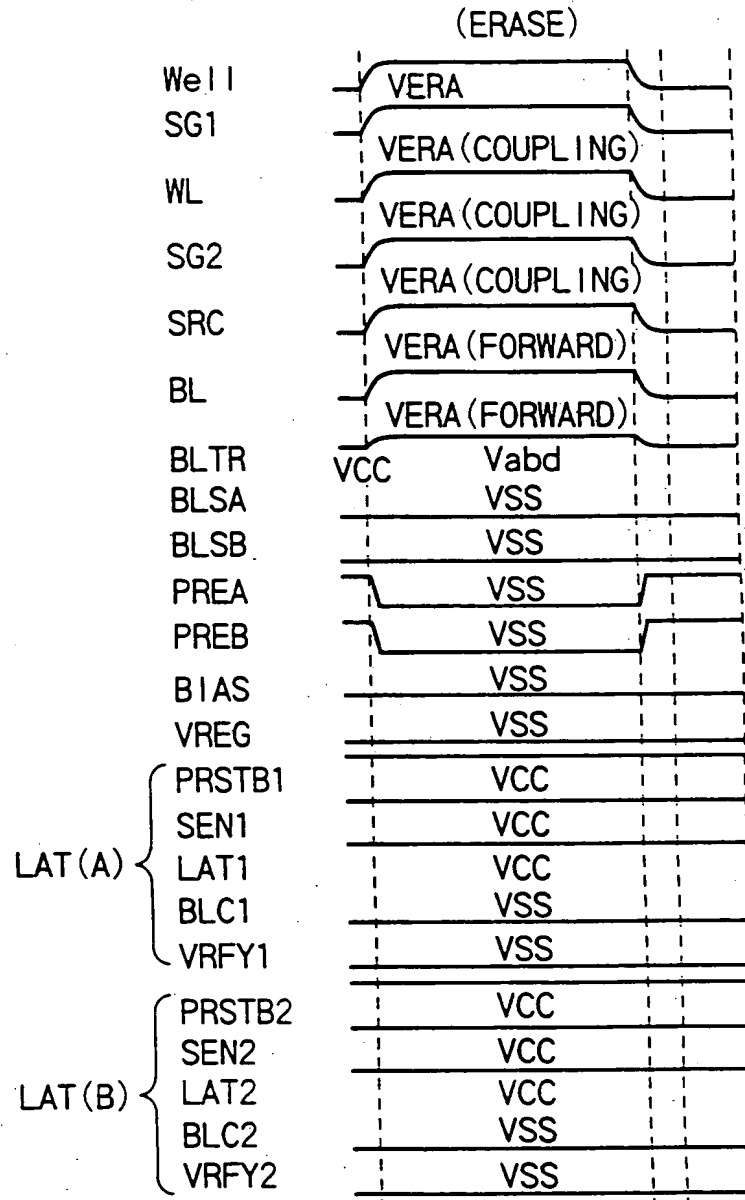 (ERASE)
Well VERA
SG1 VERA(COUPLING)
WL VERA(COUPLING)
SG2 VERA(COUPLING)
SRC VERA(FORWARD)
BL VERA(FORWARD)
BLTR VCC Vabd
BLSA VSS
BLSB VSS
PREA VSS
PREB VSS
BIAS VSS
VREG VSS
PRSTB1 VCC
SEN1 VCC
LAT(A) LAT1 VCC
BLC1 VSS
VRFY1 VSS
PRSTB2 VCC
SEN2 VCC
LAT(B) LAT2 VCC
BLC2 VSS
VRFY2 VSS